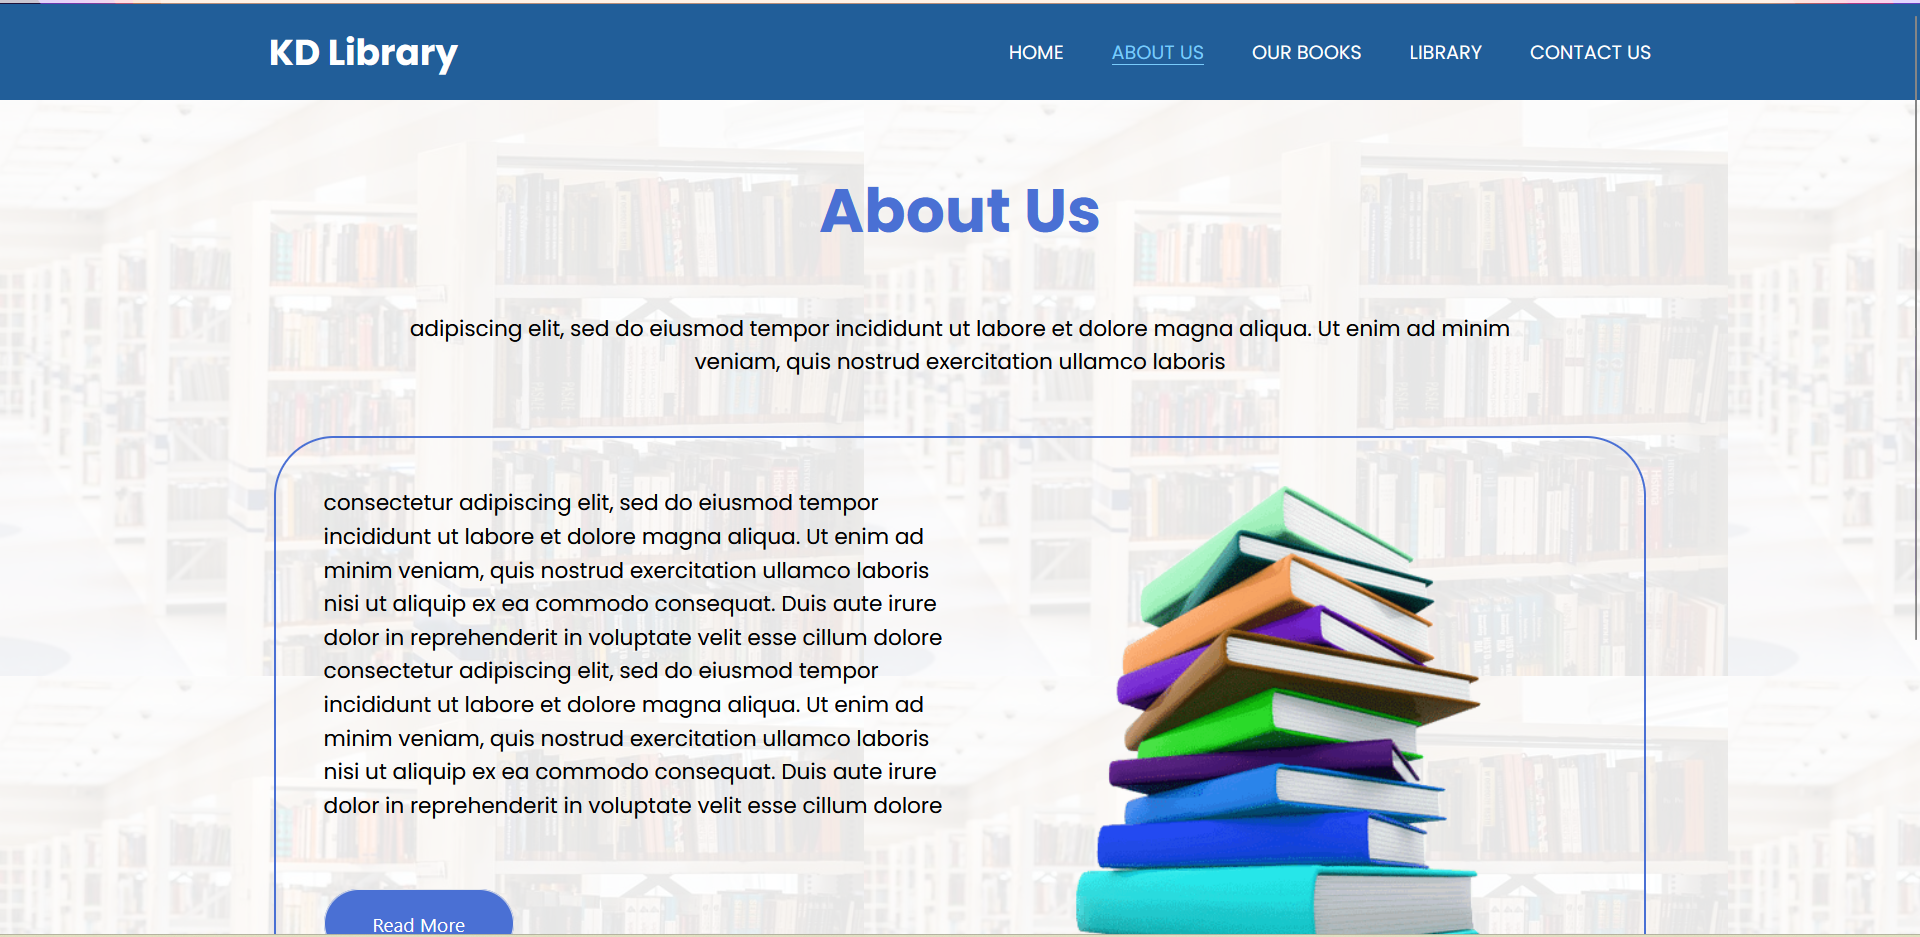 KD Library
HOME ABOUT US OUR BOOKS LIBRARY CONTACT US
About Us
adipiscing elit, sed do eiusmod tempor incididunt ut labore et dolore magna aliqua. Ut enim ad minim
veniam, quis nostrud exercitation ullamco laboris
consectetur adipiscing elit, sed do eiusmod tempor
incididunt ut labore et dolore magna aliqua. Ut enim ad
minim veniam, quis nostrud exercitation ullamco laboris
nisi ut aliquip ex ea commodo consequat. Duis aute irure
dolor in reprehenderit in voluptate velit esse cillum dolore
consectetur adipiscing elit, sed do eiusmod tempor
incididunt ut labore et dolore magna aliqua. Ut enim ad
minim veniam, quis nostrud exercitation ullamco laboris
nisi ut aliquip ex ea commodo consequat. Duis aute irure
dolor in reprehenderit in voluptate velit esse cillum dolore
Read More